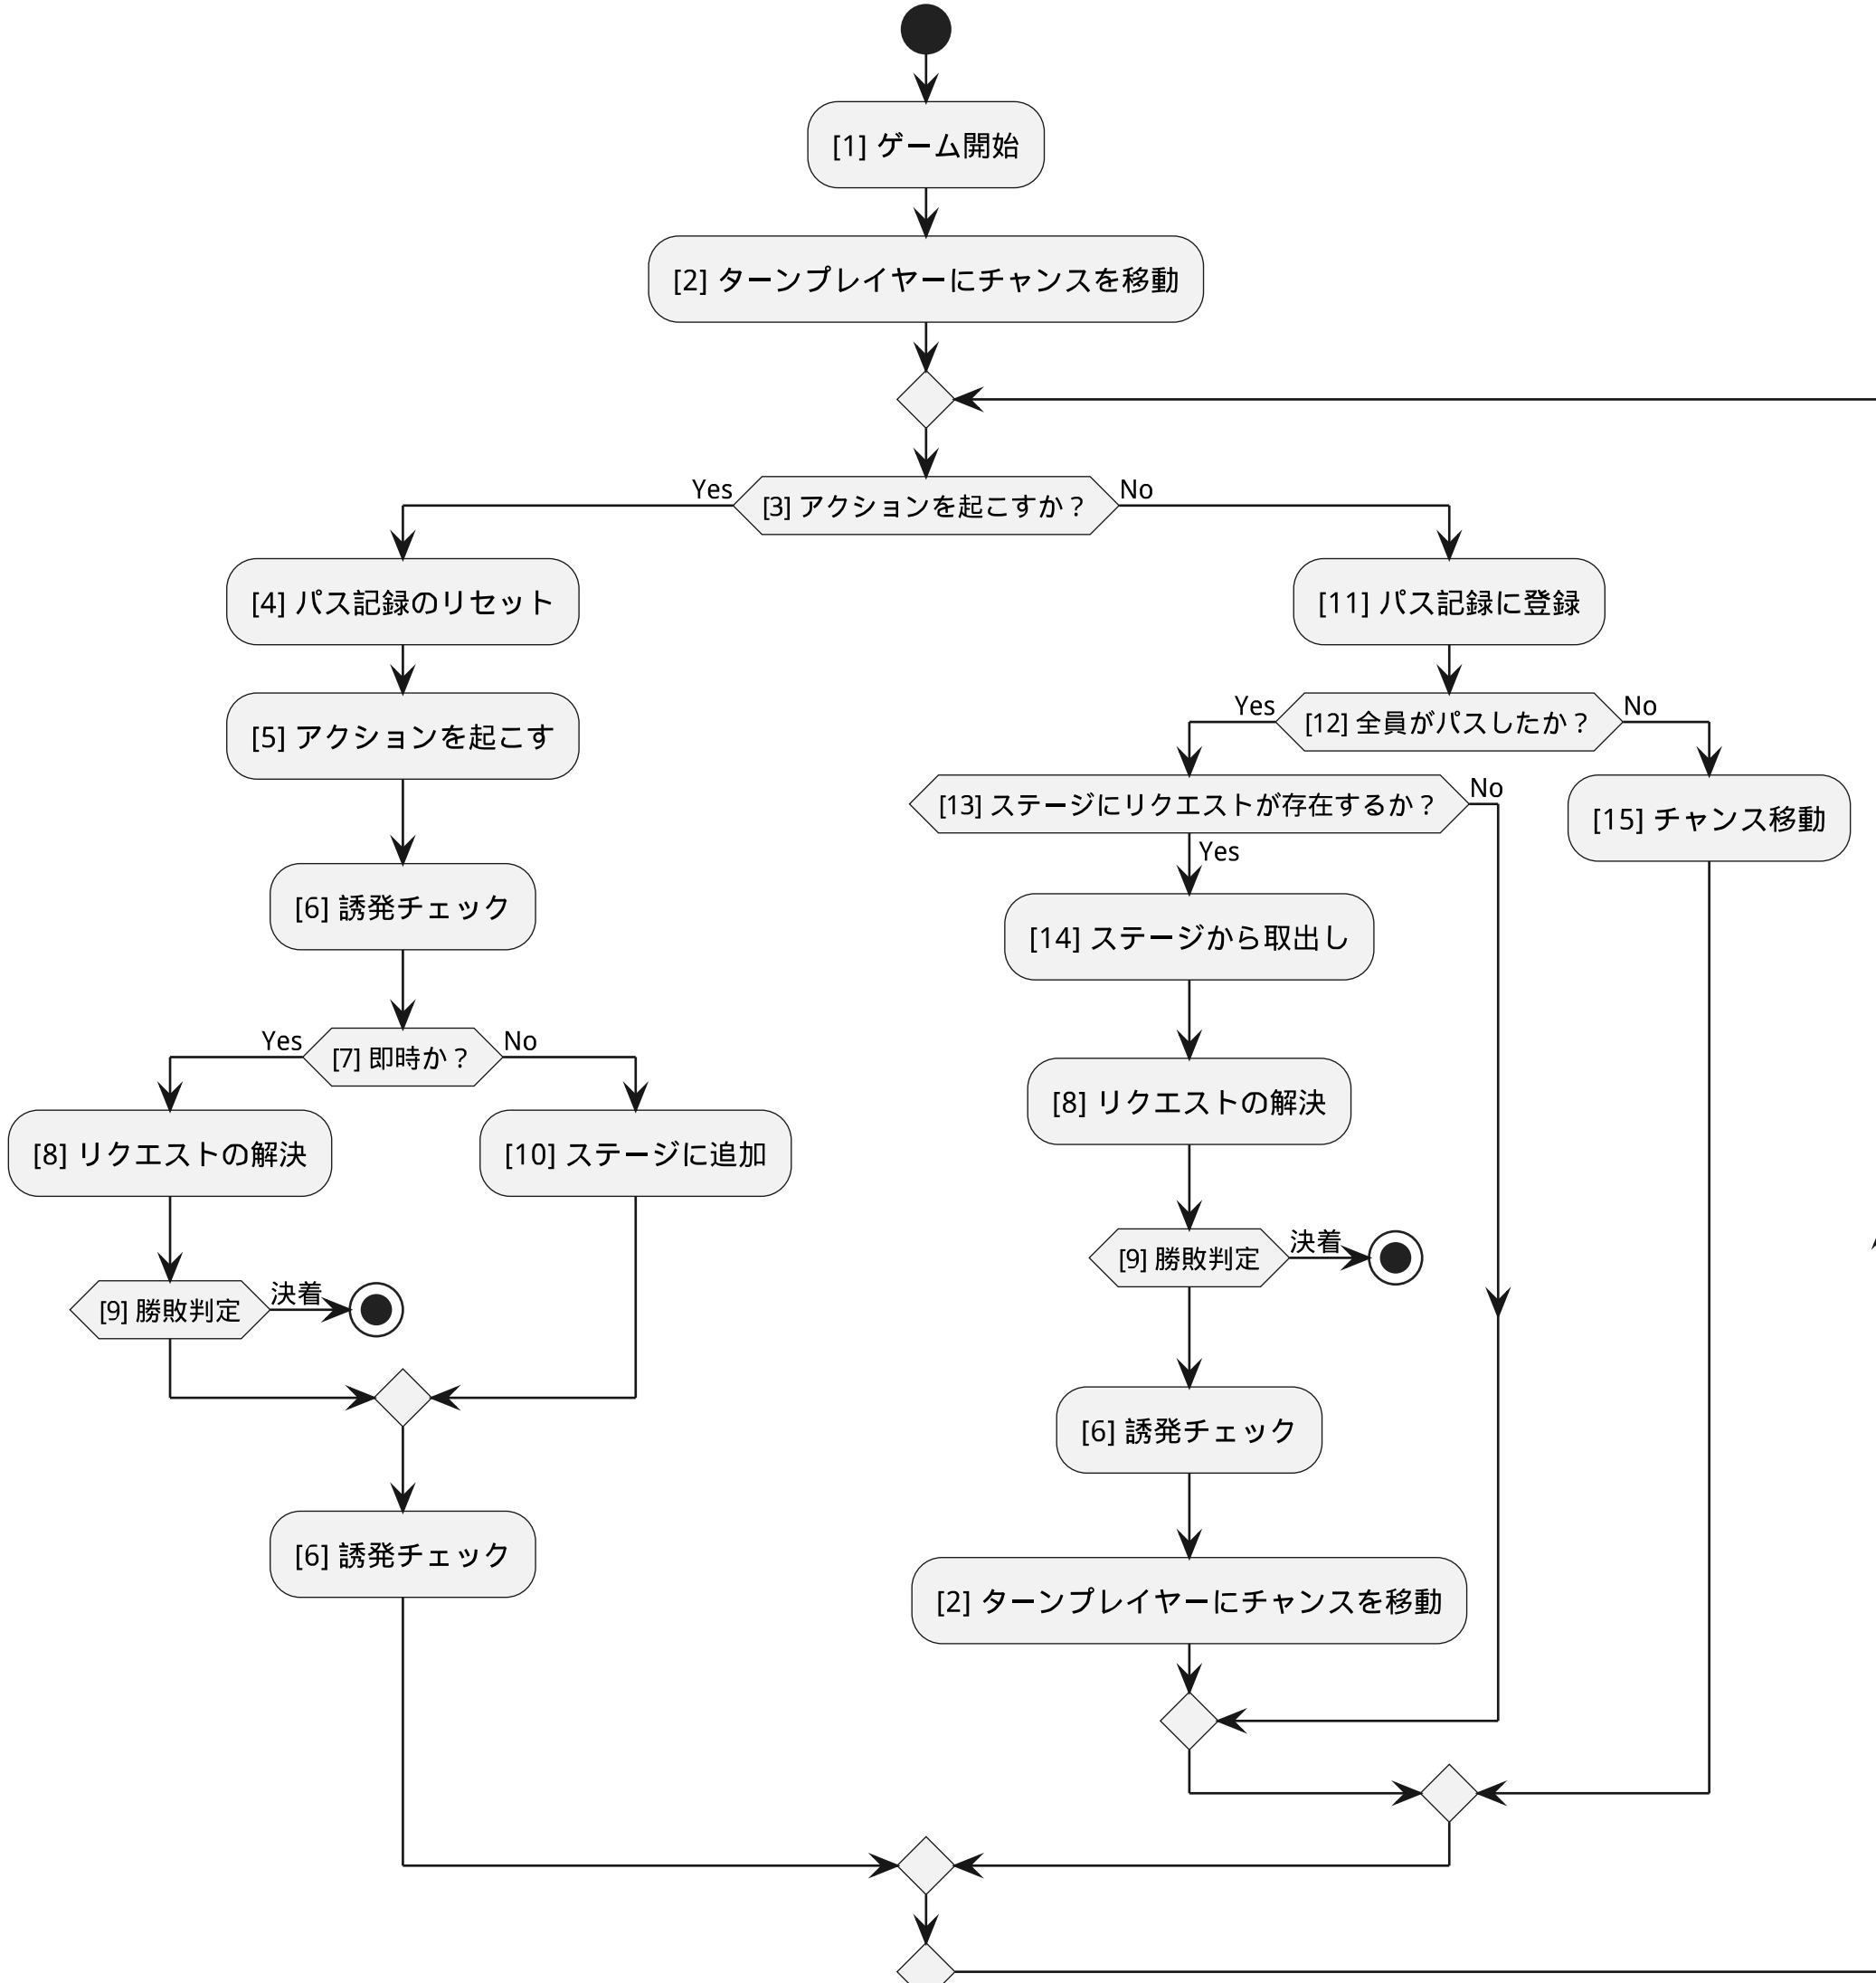 [1] ゲーム開始
[2] ターンプレイヤーにチャンスを移動
[3] アクションを起こすか？
Yes
No
[4] パス記録のリセット
[5] アクションを起こす
[6] 誘発チェック
[7] 即時か？
Yes
No
[8] リクエストの解決
[10] ステージに追加
[9] 勝敗判定
決着
[6] 誘発チェック
[11] パス記録に登録
[12] 全員がパスしたか？
Yes
No
[13] ステージにリクエストが存在するか？
No
Yes
[15] チャンス移動
[14] ステージから取出し
[8] リクエストの解決
[9] 勝敗判定
決着
[6] 誘発チェック
[2] ターンプレイヤーにチャンスを移動